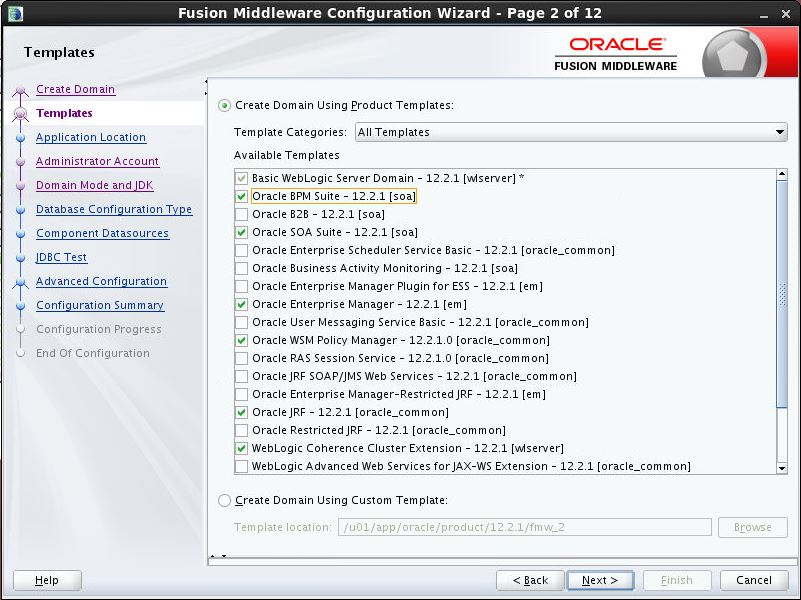 Fusion Middleware Configuration Wizard - Page 2 of 12
Templates
ORACLE
FUSION MIDDLEWARE
Create Domain
Templates
Application Location
Administrator Account
Domain Mode and JDK
Database Configuration Type
Component Datasources
JDBC Test
Advanced Configuration
Configuration Summary
Configuration Progress
End Of Configuration
Create Domain Using Product Templates:
Template Categories: All Templates
Available Templates
Basic WebLogic Server Domain - 12.2.1 [wlserver] *
Oracle BPM Suite - 12.2.1 [soa]
Oracle B2B - 12.2.1 [soa]
Oracle SOA Suite - 12.2.1 [soa]
Oracle Enterprise Scheduler Service Basic - 12.2.1 [oracle_common]
Oracle Business Activity Monitoring - 12.2.1 [soa]
Oracle Enterprise Manager Plugin for ESS - 12.2.1 [em]
Oracle Enterprise Manager - 12.2.1 [em]
Oracle User Messaging Service Basic - 12.2.1 [oracle_common]
Oracle WSM Policy Manager - 12.2.1.0 [oracle_common]
Oracle RAS Session Service - 12.2.1.0 [oracle_common]
Oracle JRF SOAP/JMS Web Services - 12.2.1 [oracle_common]
Oracle Enterprise Manager-Restricted JRF - 12.2.1 [em]
Oracle JRF - 12.2.1 [oracle_common]
Oracle Restricted JRF - 12.2.1 [oracle_common]
WebLogic Coherence Cluster Extension - 12.2.1 [wlserver]
WebLogic Advanced Web Services for JAX-WS Extension - 12.2.1 [oracle_common]
Create Domain Using Custom Template:
Template location: /u01/app/oracle/product/12.2.1/fmw_2 Browse
Help < Back Next > Finish Cancel